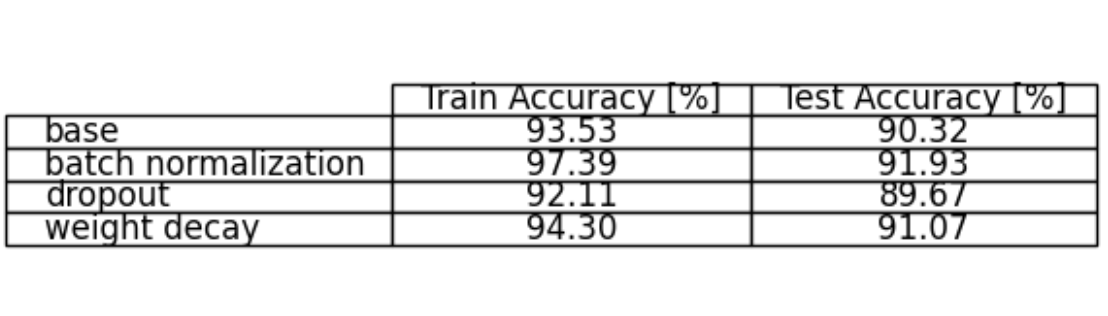 Train Accuracy [%] Test Accuracy [%]
base 93.53 90.32
batch normalization 97.39 91.93
dropout 92.11 89.67
weight decay 94.30 91.07